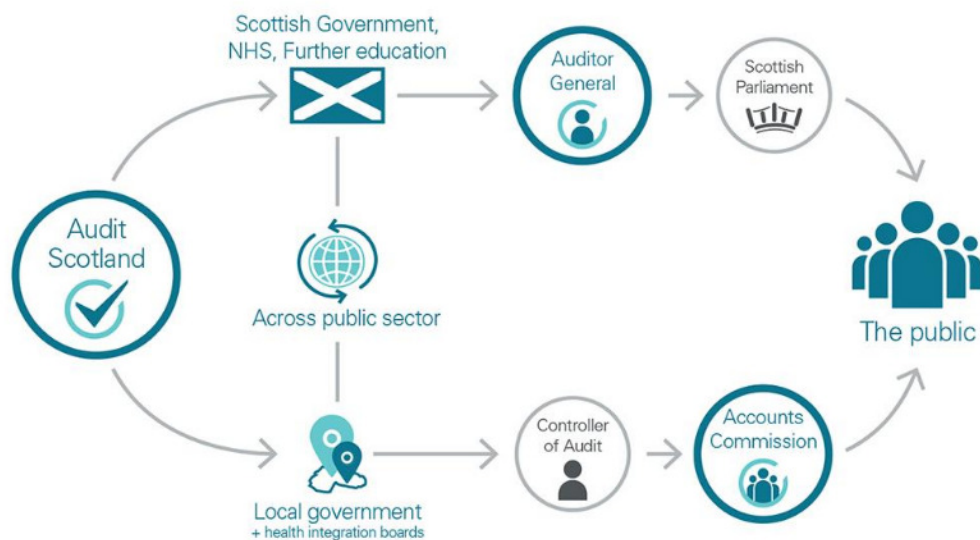 Scottish Government,
NHS, Further education
Auditor
General
Scottish
Parliament
Audit
Scotland
Across public sector
The public
Local government
+ health integration boards
Controller
of Audit
Accounts
Commission